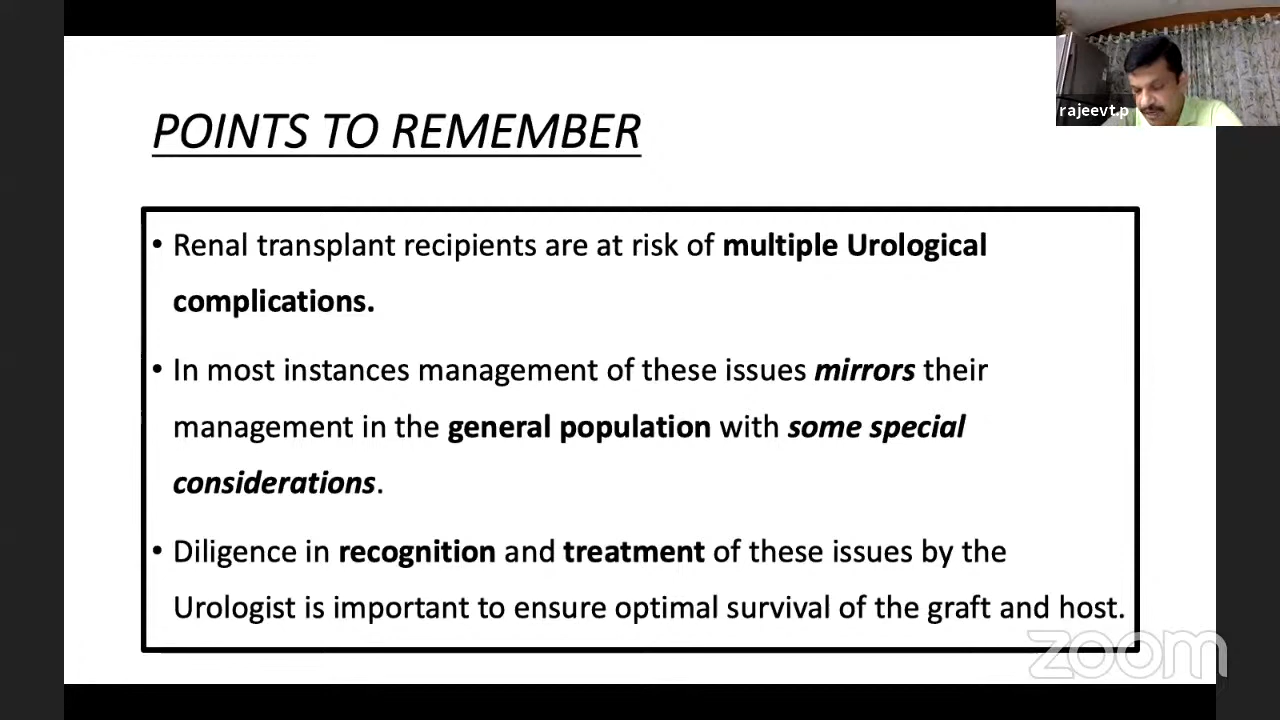 rajeevt.p
POINTS TO REMEMBER
• Renal transplant recipients are at risk of multiple Urological
complications.
• In most instances management of these issues mirrors their
management in the general population with some special
considerations.
• Diligence in recognition and treatment of these issues by the
Urologist is important to ensure optimal survival of the graft and host.
zoom